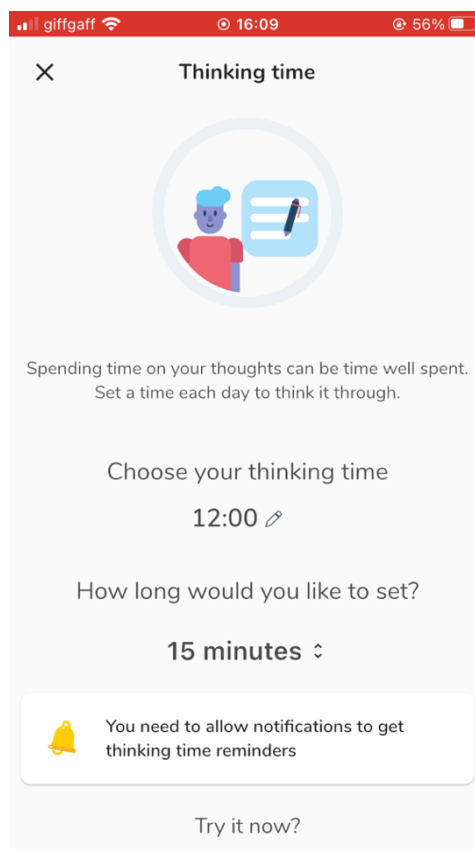 giffgaff 16:09 56%
Thinking time
Spending time on your thoughts can be time well spent.
Set a time each day to think it through.
Choose your thinking time
12:00
How long would you like to set?
15 minutes
You need to allow notifications to get
thinking time reminders
Try it now?